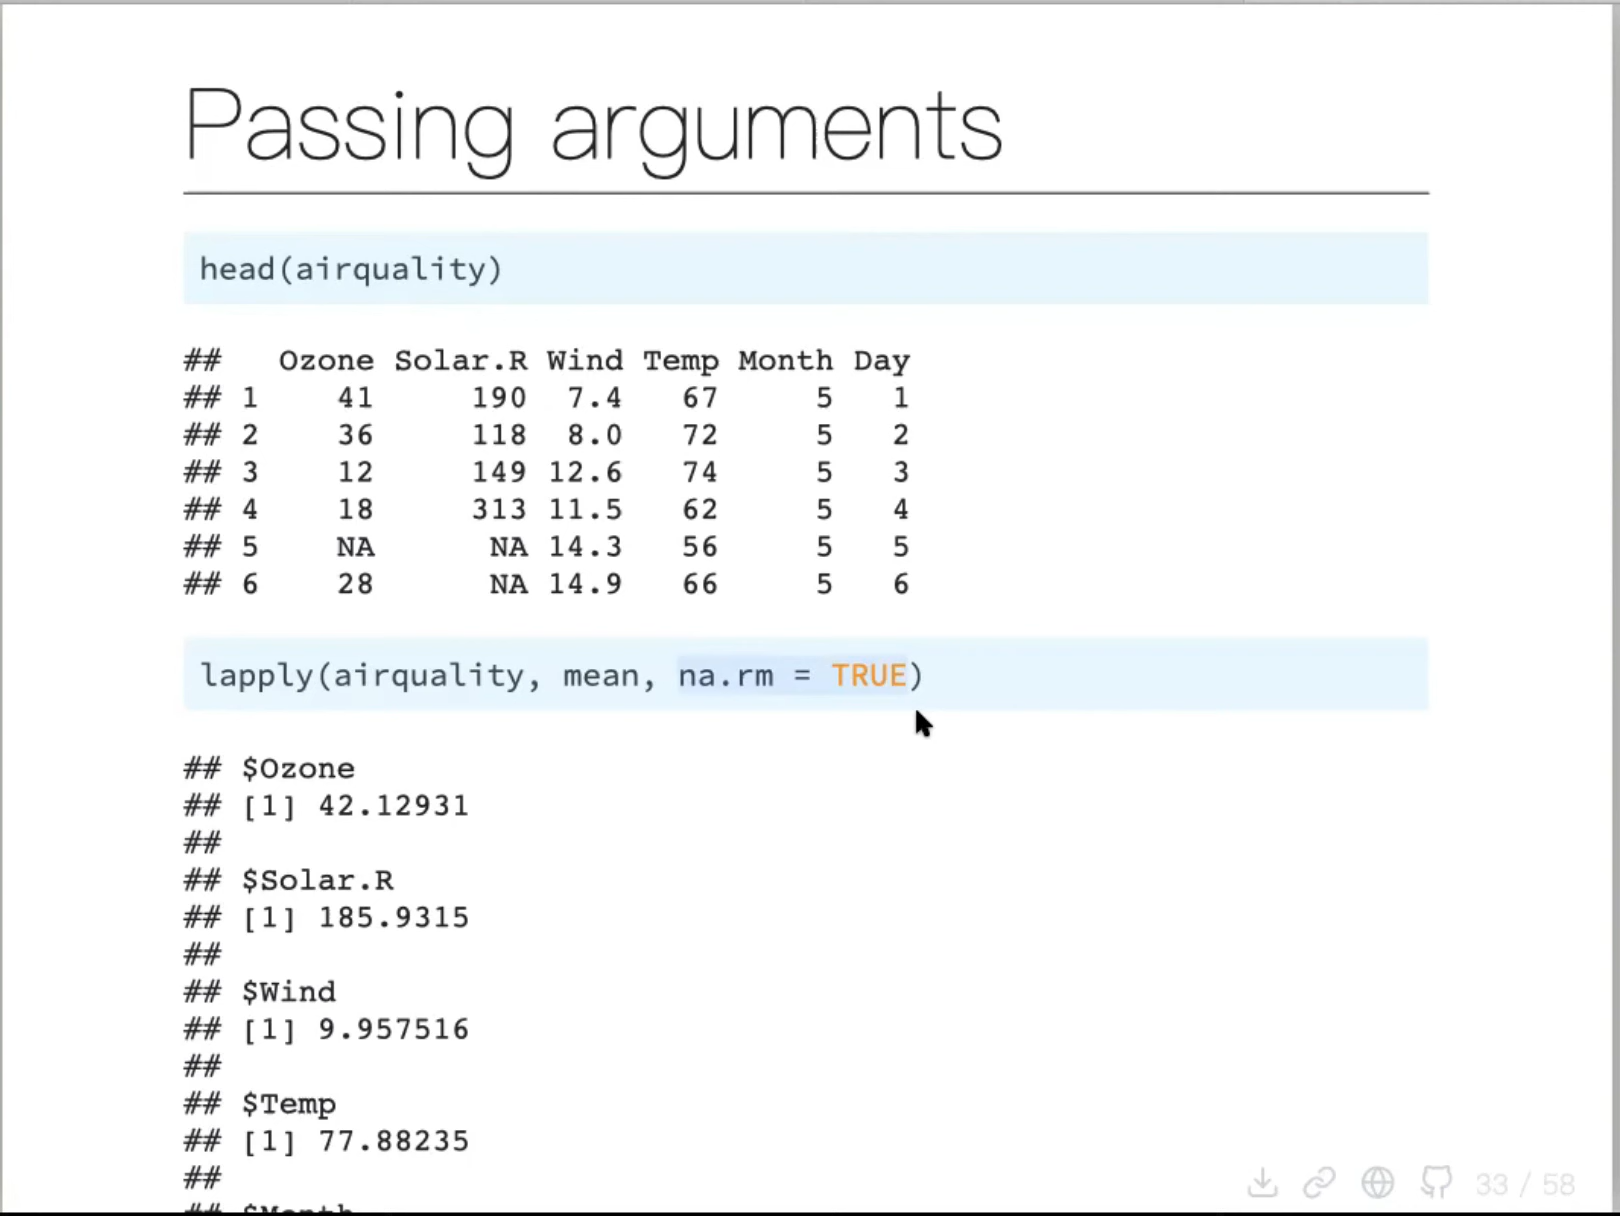 Passing arguments
head(airquality)
##   Ozone Solar.R Wind Temp Month Day
## 1    41     190  7.4   67     5   1
## 2    36     118  8.0   72     5   2
## 3    12     149 12.6   74     5   3
## 4    18     313 11.5   62     5   4
## 5    NA      NA 14.3   56     5   5
## 6    28      NA 14.9   66     5   6
lapply(airquality, mean, na.rm = TRUE)
## $Ozone
## [1] 42.12931
##
## $Solar.R
## [1] 185.9315
##
## $Wind
## [1] 9.957516
##
## $Temp
## [1] 77.88235
##
## $Month
33 / 58